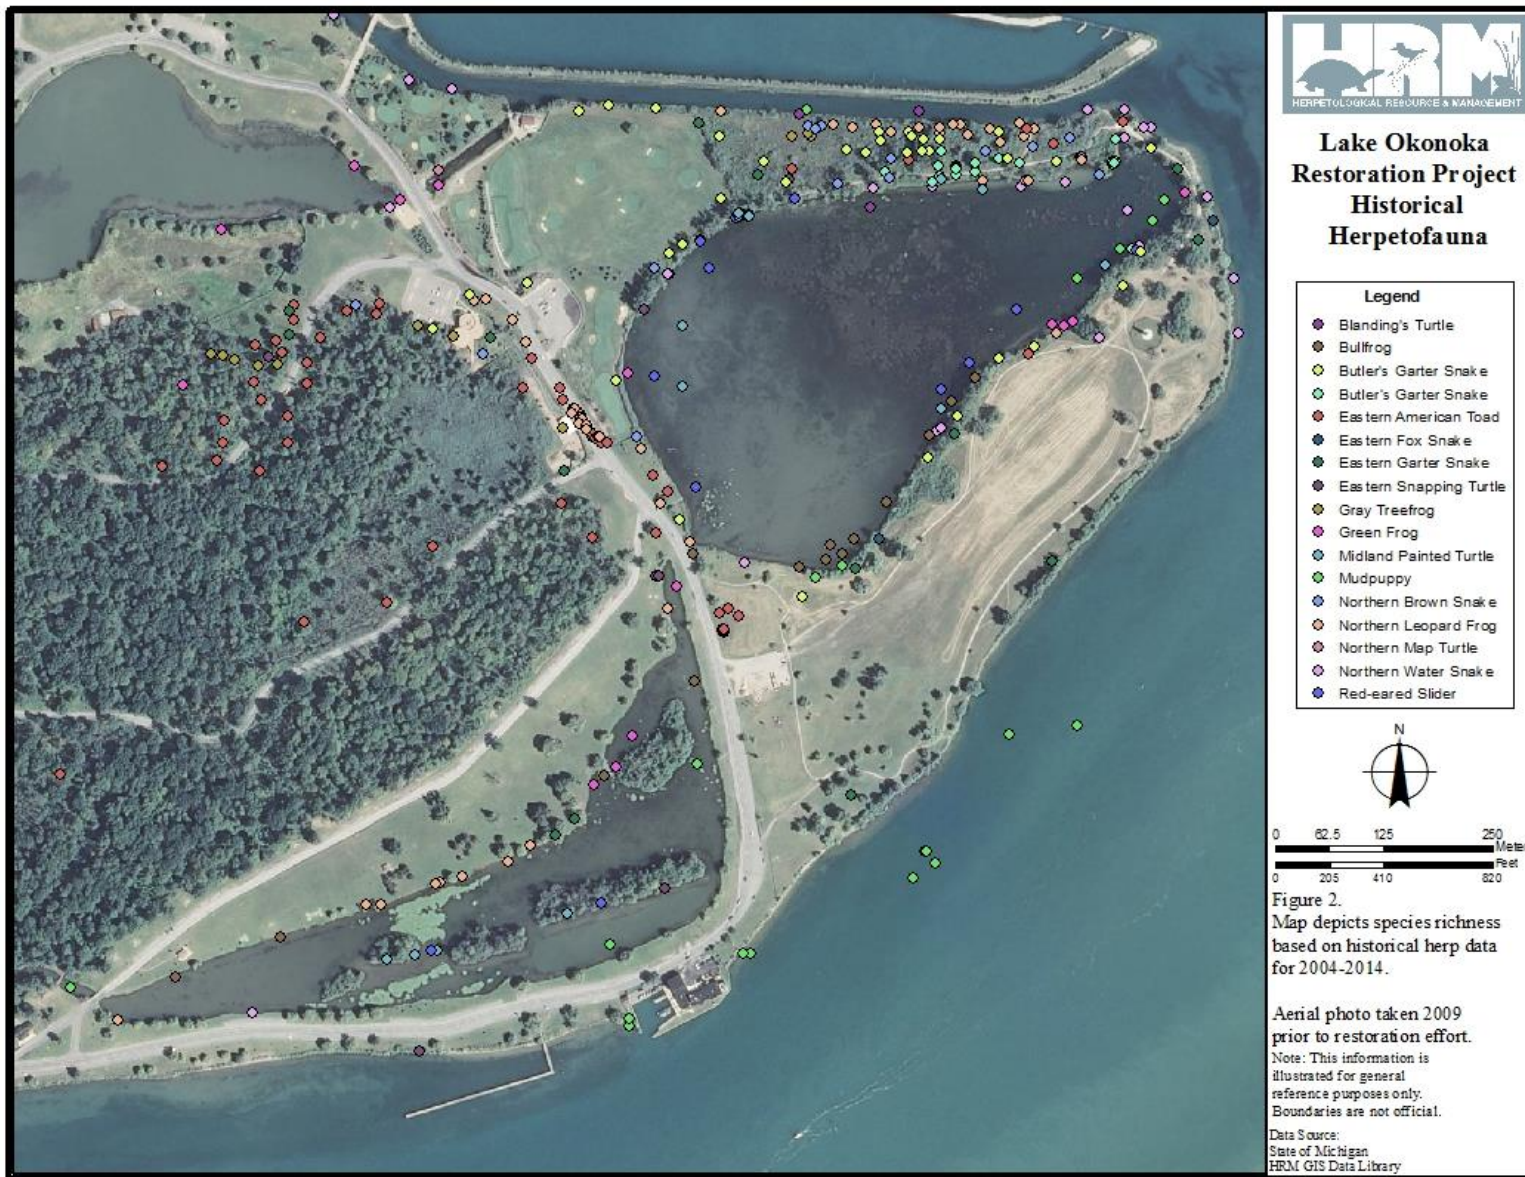 HRM
HERPETOLOGICAL RESOURCE & MANAGEMENT
Lake Okonoka
Restoration Project
Historical
Herpetofauna
Legend
Blanding's Turtle
Bullfrog
Butler's Garter Snake
Butler's Garter Snake
Eastern American Toad
Eastern Fox Snake
Eastern Garter Snake
Eastern Snapping Turtle
Gray Treefrog
Green Frog
Midland Painted Turtle
Mudpuppy
Northern Brown Snake
Northern Leopard Frog
Northern Map Turtle
Northern Water Snake
Red-eared Slider
N
0 62.5 125 250
Meter
Feet
0 205 410 820
Figure 2.
Map depicts species richness
based on historical herp data
for 2004-2014.
Aerial photo taken 2009
prior to restoration effort.
Note: This information is
illustrated for general
reference purposes only.
Boundaries are not official.
Data Source:
State of Michigan
HRM GIS Data Library